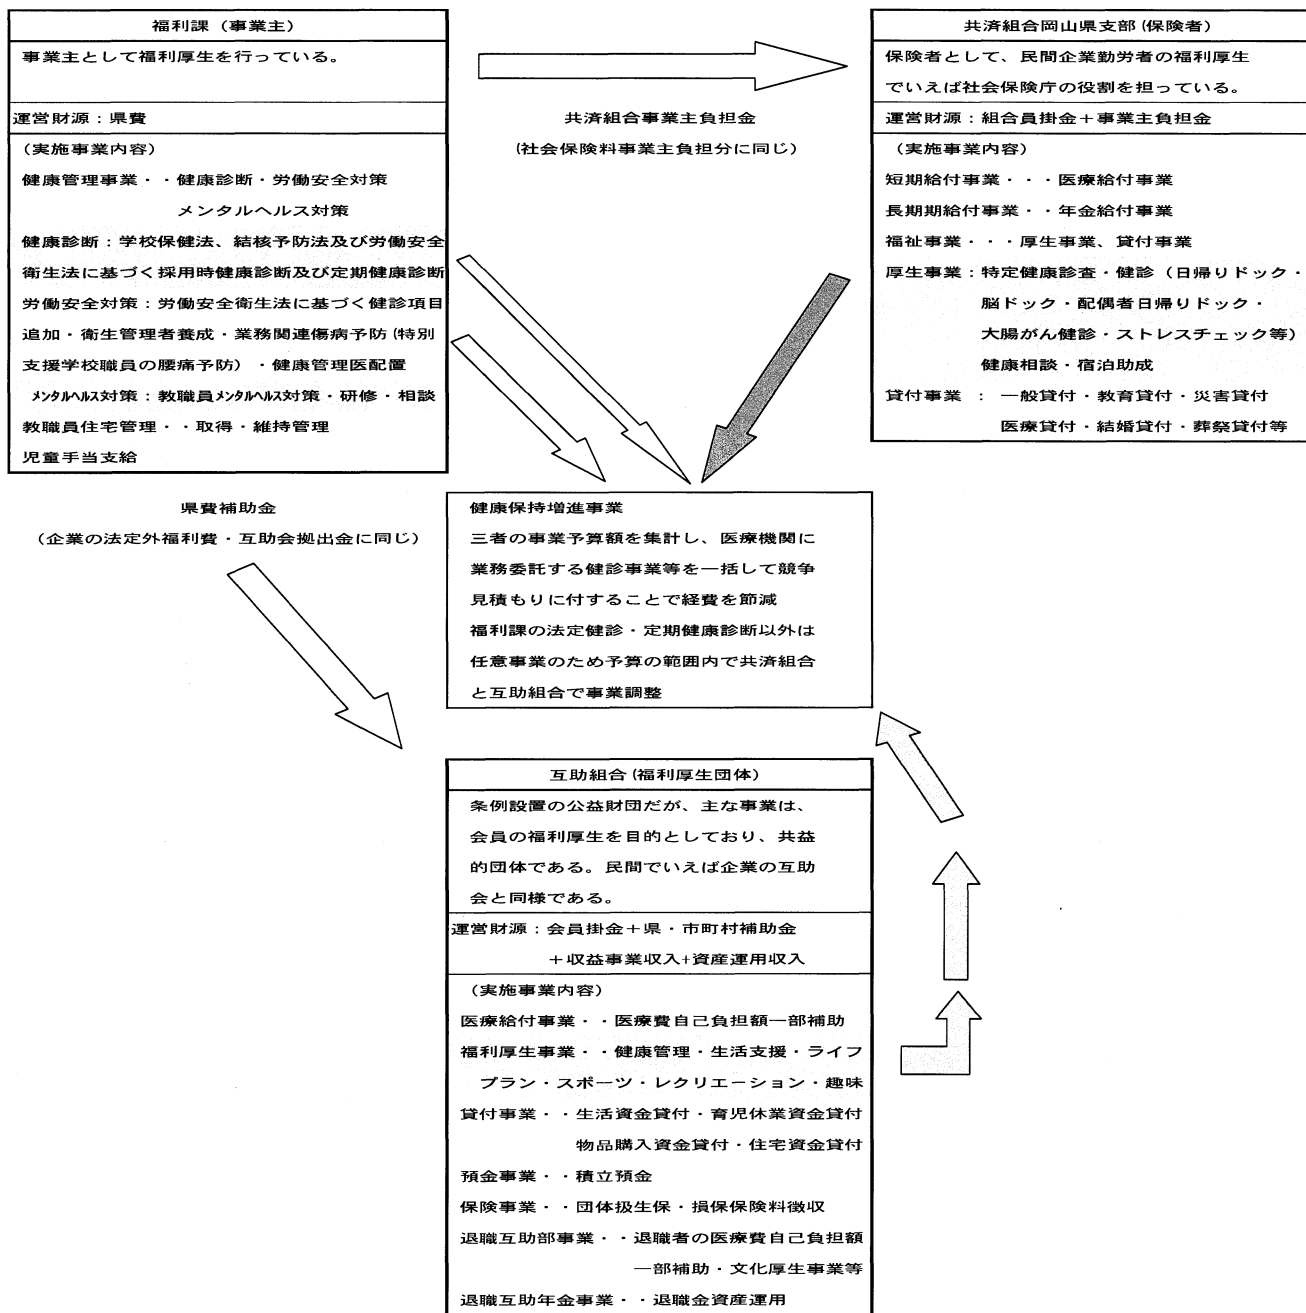 福利課（事業主）
事業主として福利厚生を行っている。
運営財源：県費
（実施事業内容）
健康管理事業・・健康診断・労働安全対策
メンタルヘルス対策
健康診断：学校保健法、結核予防法及び労働安全
衛生法に基づく採用時健康診断及び定期健康診断
労働安全対策：労働安全衛生法に基づく健診項目
追加・衛生管理者養成・業務関連傷病予防(特別
支援学校職員の腰痛予防）・健康管理医配置
メンタルヘルス対策：教職員メンタルヘルス対策・研修・相談
教職員住宅管理・・取得・維持管理
児童手当支給
共済組合事業主負担金
(社会保険料事業主負担分に同じ）
共済組合岡山県支部(保険者）
保険者として、民間企業勤労者の福利厚生
でいえば社会保険庁の役割を担っている。
運営財源：組合員掛金＋事業主負担金
（実施事業内容）
短期給付事業・・・医療給付事業
長期期給付事業・・年金給付事業
福祉事業・・・厚生事業、貸付事業
厚生事業：特定健康診査・健診（日帰りドック・
脳ドック・配偶者日帰りドック・
大腸がん健診・ストレスチェック等）
健康相談・宿泊助成
貸付事業　：　一般貸付・教育貸付・災害貸付
医療貸付・結婚貸付・葬祭貸付等
県費補助金
（企業の法定外福利費・互助会拠出金に同じ）
健康保持増進事業
三者の事業予算額を集計し、医療機関に
業務委託する健診事業等を一括して競争
見積もりに付することで経費を節減
福利課の法定健診・定期健康診断以外は
任意事業のため予算の範囲内で共済組合
と互助組合で事業調整
互助組合(福利厚生団体）
条例設置の公益財団だが、主な事業は、
会員の福利厚生を目的としており、共益
的団体である。民間でいえば企業の互助
会と同様である。
運営財源：会員掛金＋県・市町村補助金
＋収益事業収入+資産運用収入
（実施事業内容）
医療給付事業・・医療費自己負担額一部補助
福利厚生事業・・健康管理・生活支援・ライフ
プラン・スポーツ・レクリエーション・趣味
貸付事業・・生活資金貸付・育児休業資金貸付
物品購入資金貸付・住宅資金貸付
預金事業・・積立預金
保険事業・・団体扱生保・損保保険料徴収
退職互助部事業・・退職者の医療費自己負担額
一部補助・文化厚生事業等
退職互助年金事業・・退職金資産運用